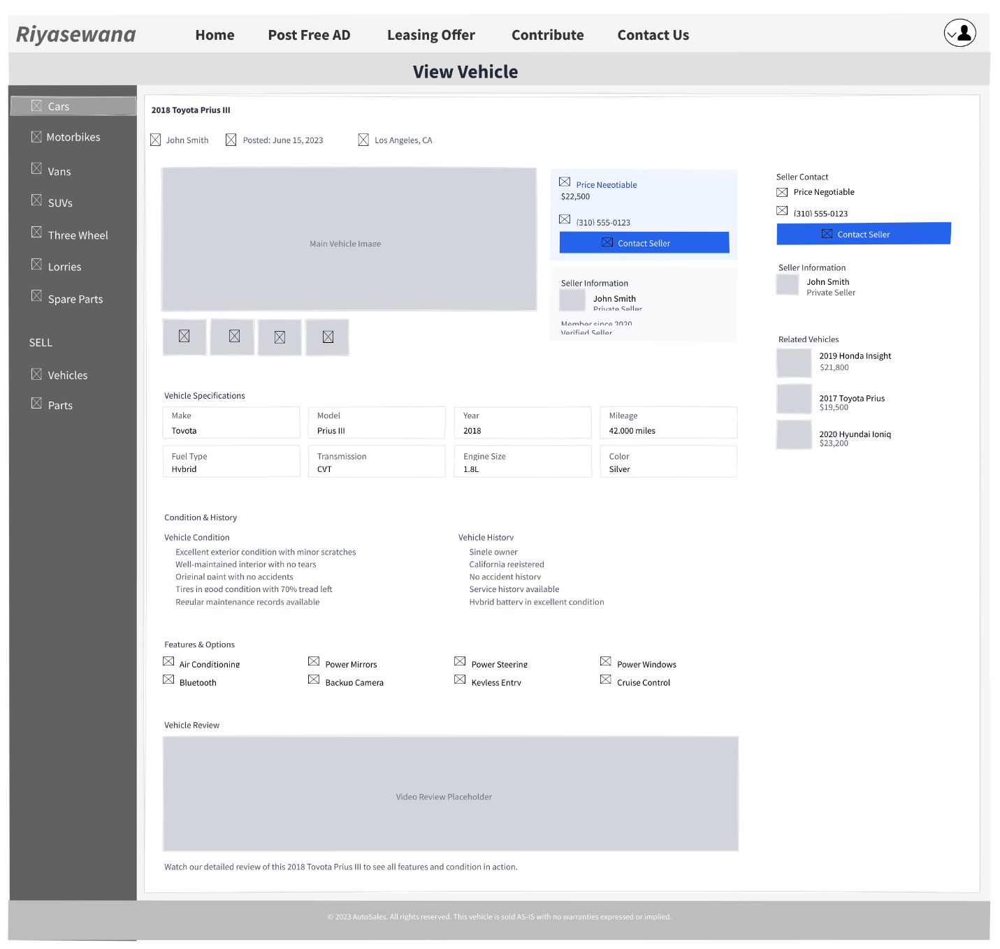 Riyasewana
Home Post Free AD Leasing Offer Contribute Contact Us
View Vehicle
Cars
Motorbikes
Vans
SUVs
Three Wheel
Lorries
Spare Parts
SELL
Vehicles
Parts
2018 Toyota Prius III
John Smith Posted: June 15, 2023 Los Angeles, CA
Main Vehicle Image
Price Negotiable
$22,500
(310) 555-0123
Contact Seller
Seller Information
John Smith
Private Seller
Member since 2020
Verified Seller
Seller Contact
Price Negotiable
(310) 555-0123
Contact Seller
Seller Information
John Smith
Private Seller
Related Vehicles
2019 Honda Insight
$21,800
2017 Toyota Prius
$19,500
2020 Hyundai Ioniq
$23,200
Vehicle Specifications
Make Model Year Mileage
Toyota Prius III 2018 42,000 miles
Fuel Type Transmission Engine Size Color
Hybrid CVT 1.8L Silver
Condition & History
Vehicle Condition
Excellent exterior condition with minor scratches
Well-maintained interior with no tears
Original paint with no accidents
Tires in good condition with 70% tread left
Regular maintenance records available
Vehicle History
Single owner
California registered
No accident history
Service history available
Hybrid battery in excellent condition
Features & Options
Air Conditioning Power Mirrors Power Steering Power Windows
Bluetooth Backup Camera Keyless Entry Cruise Control
Vehicle Review
Video Review Placeholder
Watch our detailed review of this 2018 Toyota Prius III to see all features and condition in action.
© 2023 AutoSales. All rights reserved. This vehicle is sold AS-IS with no warranties expressed or implied.